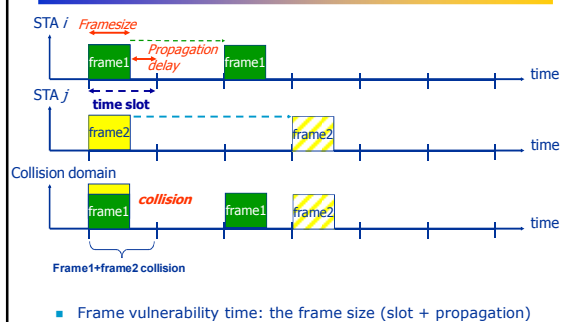 STA i
Framesize
Propagation
delay
frame1
frame1
time
time slot
STA j
frame2
frame2
time
Collision domain
collision
frame1
frame1
frame2
time
Frame1+frame2 collision
Frame vulnerability time: the frame size (slot + propagation)